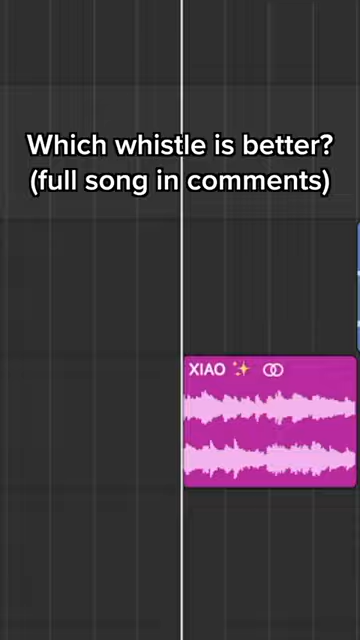 Which whistle is better?
(full song in comments)
XIAO ✨